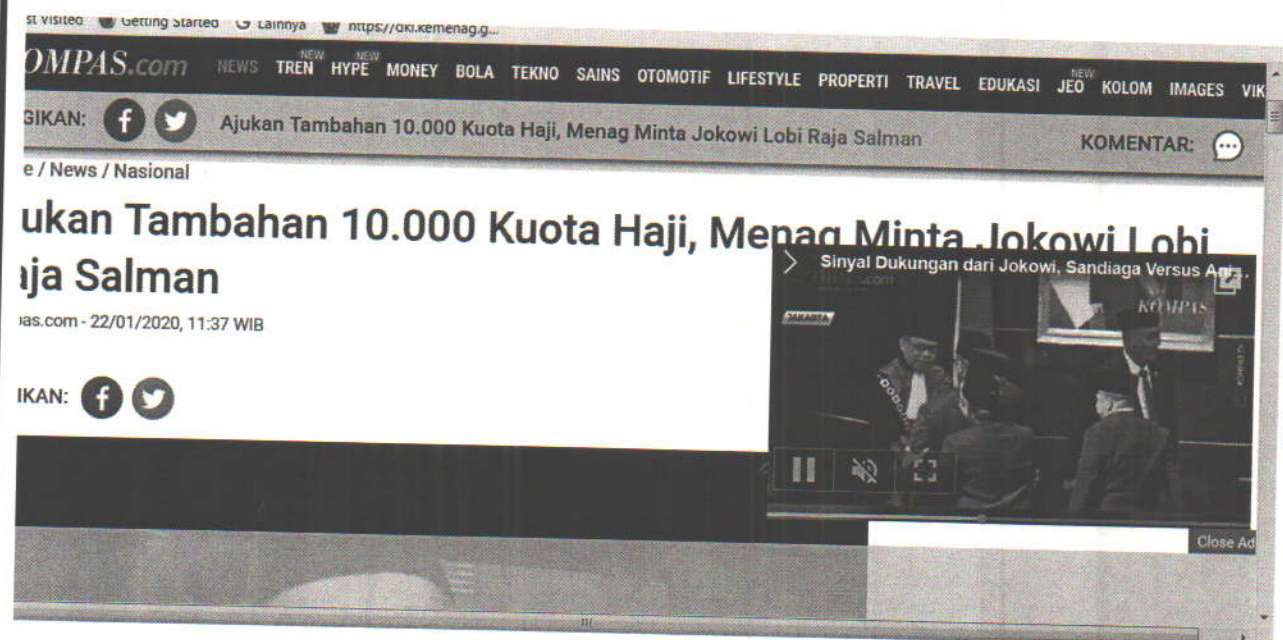 st Visited Getting Started Lainnya https://dki.kemenag.g...
OMPAS.com NEWS TREN NEW HYPE NEW MONEY BOLA TEKNO SAINS OTOMOTIF LIFESTYLE PROPERTI TRAVEL EDUKASI JEO NEW KOLOM IMAGES VIK
GIKAN: Ajukan Tambahan 10.000 Kuota Haji, Menag Minta Jokowi Lobi Raja Salman KOMENTAR:
e / News / Nasional
ukan Tambahan 10.000 Kuota Haji, Menag Minta Jokowi Lobi
aja Salman
as.com - 22/01/2020, 11:37 WIB
IKAN:
Sinyal Dukungan dari Jokowi, Sandiaga Versus Ani...
.com
KOMPAS
JAKARTA
Close Ad